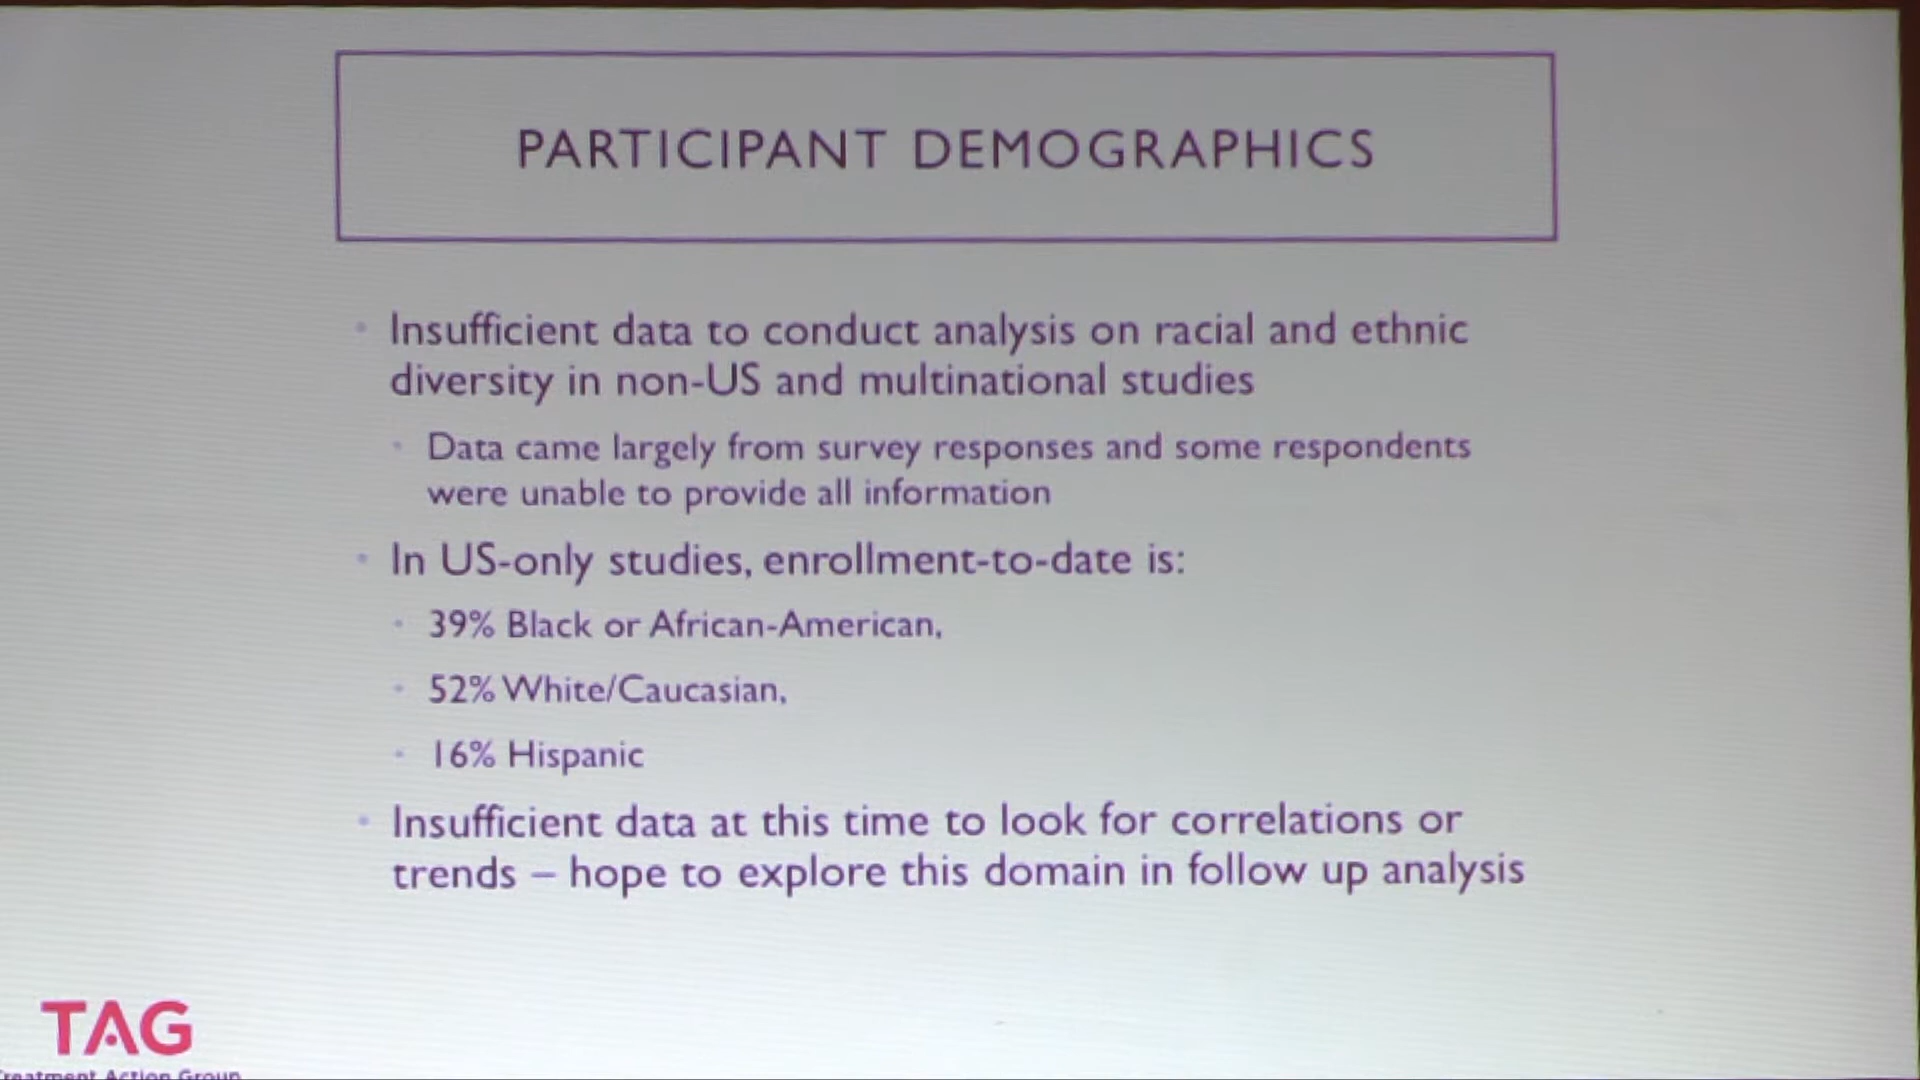 PARTICIPANT DEMOGRAPHICS
Insufficient data to conduct analysis on racial and ethnic
diversity in non-US and multinational studies
Data came largely from survey responses and some respondents
were unable to provide all information
In US-only studies, enrollment-to-date is:
39% Black or African-American,
52% White/Caucasian,
16% Hispanic
Insufficient data at this time to look for correlations or
trends – hope to explore this domain in follow up analysis
TAG
Treatment Action Group